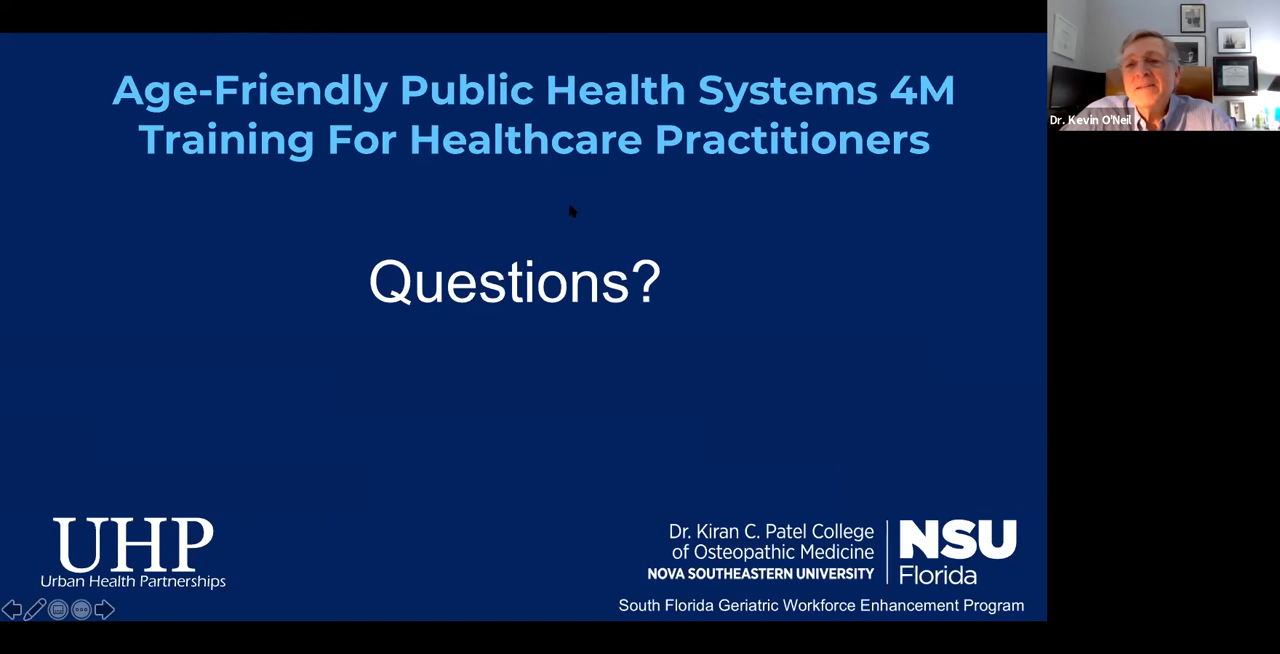 Age-Friendly Public Health Systems 4M
Training For Healthcare Practitioners
Dr. Kevin O'Neil
Questions?
UHP
Urban Health Partnerships
Dr. Kiran C. Patel College
of Osteopathic Medicine
NOVA SOUTHEASTERN UNIVERSITY
NSU
Florida
South Florida Geriatric Workforce Enhancement Program